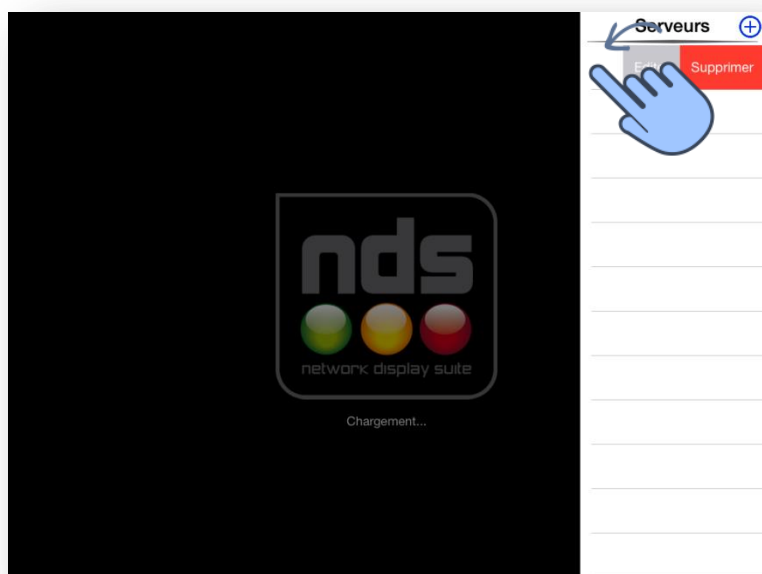 Serveurs
Supprimer
nds
network display suite
Chargement...